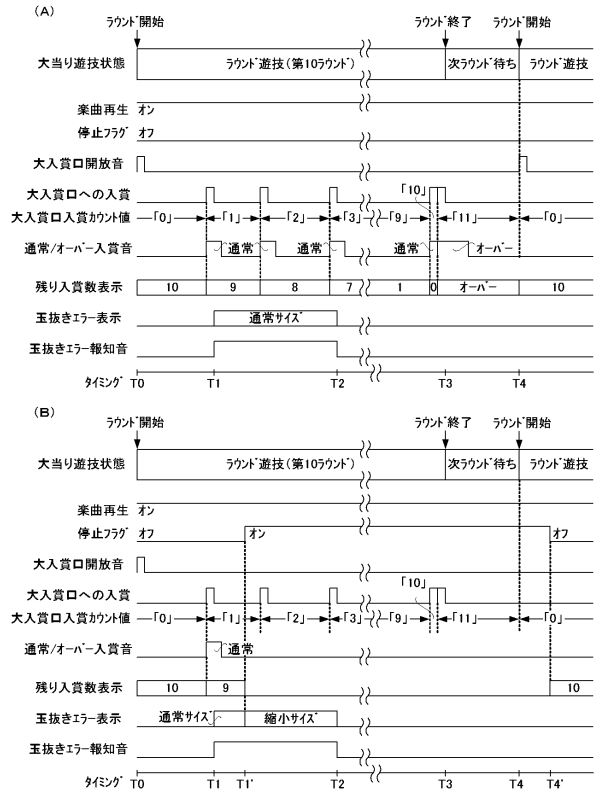 (A)
ラウンド開始 ラウンド終了 ラウンド開始
大当り遊技状態 ラウンド遊技(第10ラウンド) 次ラウンド待ち ラウンド遊技
楽曲再生 オン
停止フラグ オフ
大入賞口開放音
大入賞口への入賞 「10」
大入賞口入賞カウント値 「0」 「1」 「2」 「3」 「9」 「11」 「0」
通常/オーバー入賞音 通常 通常 通常 オーバー
残り入賞数表示 10 9 8 7 1 0 オーバー 10
玉抜きエラー表示 通常サイズ
玉抜きエラー報知音
タイミング T0 T1 T2 T3 T4
(B)
ラウンド開始 ラウンド終了 ラウンド開始
大当り遊技状態 ラウンド遊技(第10ラウンド) 次ラウンド待ち ラウンド遊技
楽曲再生 オン
停止フラグ オフ オン オフ
大入賞口開放音
大入賞口への入賞 「10」
大入賞口入賞カウント値 「0」 「1」 「2」 「3」 「9」 「11」 「0」
通常/オーバー入賞音 通常
残り入賞数表示 10 9 10
玉抜きエラー表示 通常サイズ 縮小サイズ
玉抜きエラー報知音
タイミング T0 T1 T1' T2 T3 T4 T4'